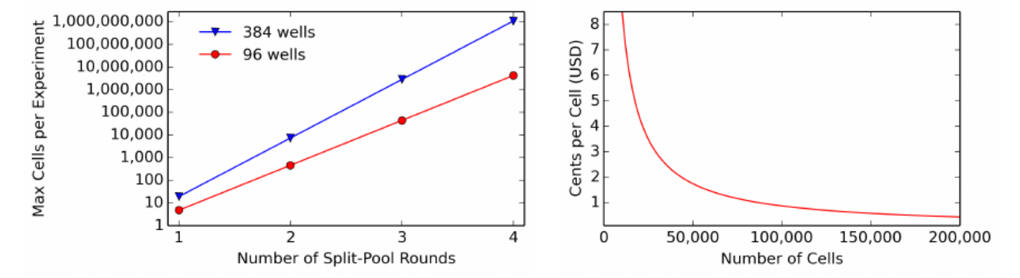 Max Cells per Experiment
1,000,000,000
100,000,000
10,000,000
1,000,000
100,000
10,000
1,000
100
10
1
384 wells
96 wells
1 2 3 4
Number of Split-Pool Rounds
Cents per Cell (USD)
8
7
6
5
4
3
2
1
0 50,000 100,000 150,000 200,000
Number of Cells